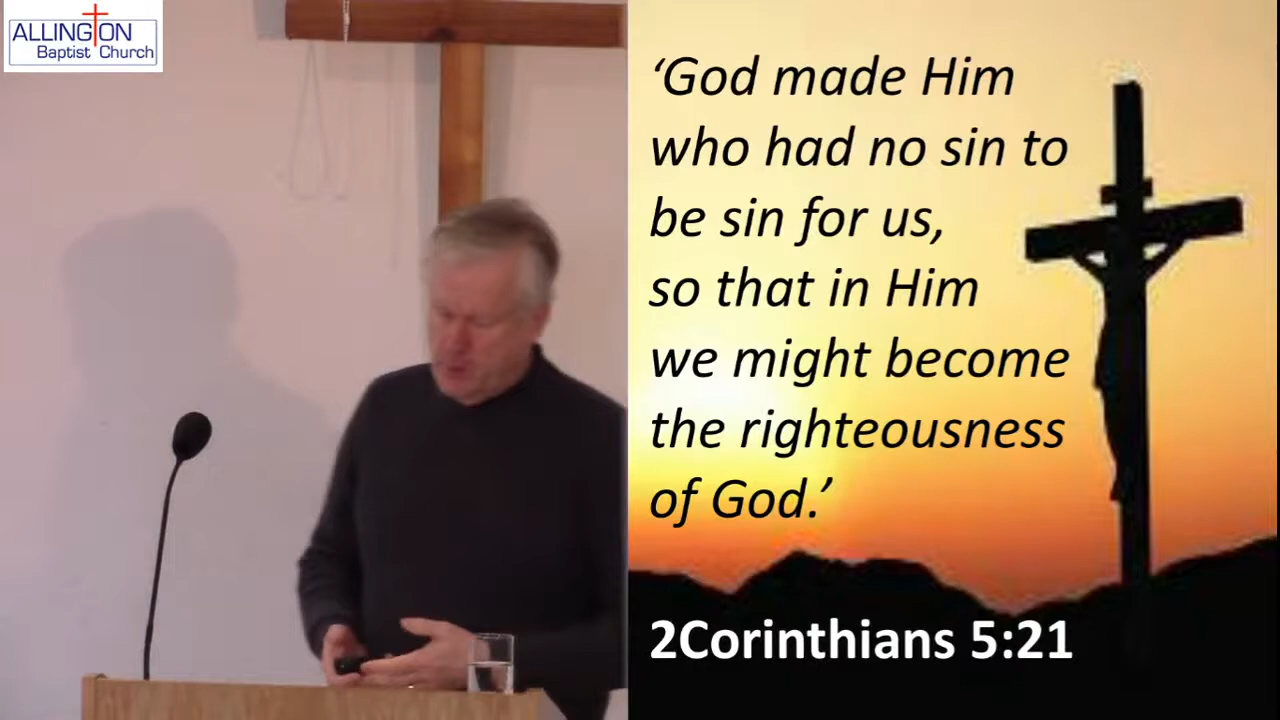 ALLINGTON
Baptist Church
‘God made Him
who had no sin to
be sin for us,
so that in Him
we might become
the righteousness
of God.’
2Corinthians 5:21